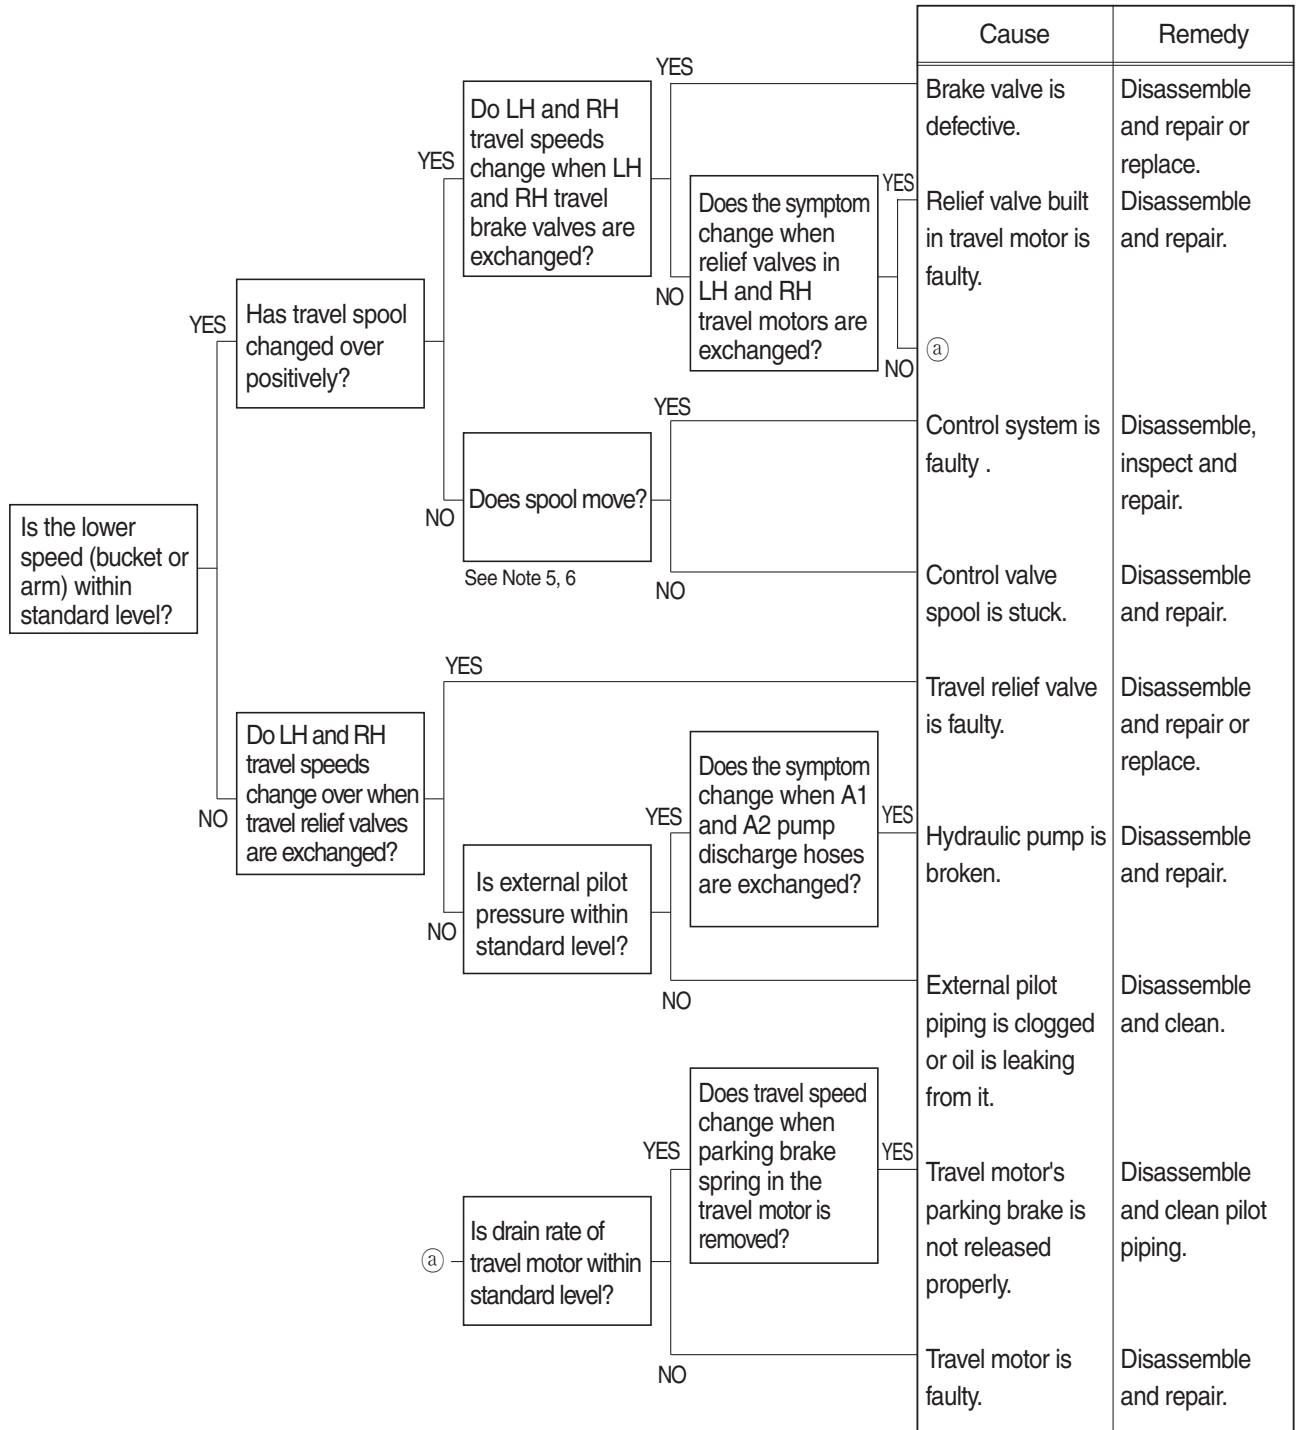 Cause
Remedy
YES
Do LH and RH
travel speeds
change when LH
and RH travel
brake valves are
exchanged?
Brake valve is
defective.
Disassemble
and repair or
replace.
YES
NO
Does the symptom
change when
relief valves in
LH and RH
travel motors are
exchanged?
YES
Relief valve built
in travel motor is
faulty.
Disassemble
and repair.
NO
ⓐ
YES
Has travel spool
changed over
positively?
NO
Does spool move?
See Note 5, 6
YES
Control system is
faulty .
Disassemble,
inspect and
repair.
NO
Control valve
spool is stuck.
Disassemble
and repair.
Is the lower
speed (bucket or
arm) within
standard level?
NO
Do LH and RH
travel speeds
change over when
travel relief valves
are exchanged?
YES
Travel relief valve
is faulty.
Disassemble
and repair or
replace.
NO
Is external pilot
pressure within
standard level?
YES
Does the symptom
change when A1
and A2 pump
discharge hoses
are exchanged?
YES
Hydraulic pump is
broken.
Disassemble
and repair.
NO
External pilot
piping is clogged
or oil is leaking
from it.
Disassemble
and clean.
ⓐ
Is drain rate of
travel motor within
standard level?
YES
Does travel speed
change when
parking brake
spring in the
travel motor is
removed?
YES
Travel motor's
parking brake is
not released
properly.
Disassemble
and clean pilot
piping.
NO
Travel motor is
faulty.
Disassemble
and repair.